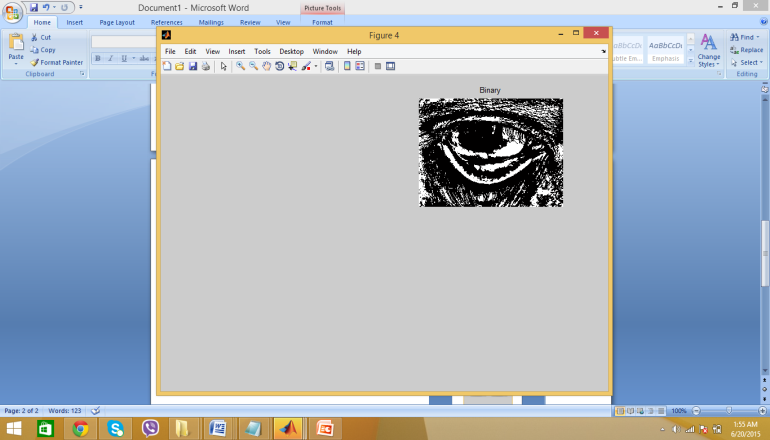 Document1 - Microsoft Word
Picture Tools
Home Insert Page Layout References Mailings Review View Format
Paste
Cut
Copy
Format Painter
Clipboard
B I U abc
Emphasis
Change
Styles
Find
Replace
Select
Editing
AaBbCcDc
Figure 4
File Edit View Insert Tools Desktop Window Help
Binary
Page: 2 of 2 Words: 123
100%
1:55 AM
6/20/2015